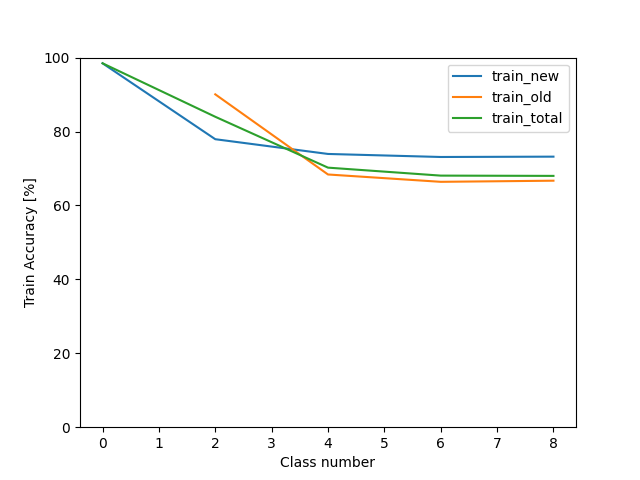 100
80
60
40
20
0
0 1 2 3 4 5 6 7 8
Train Accuracy [%]
Class number
train_new
train_old
train_total